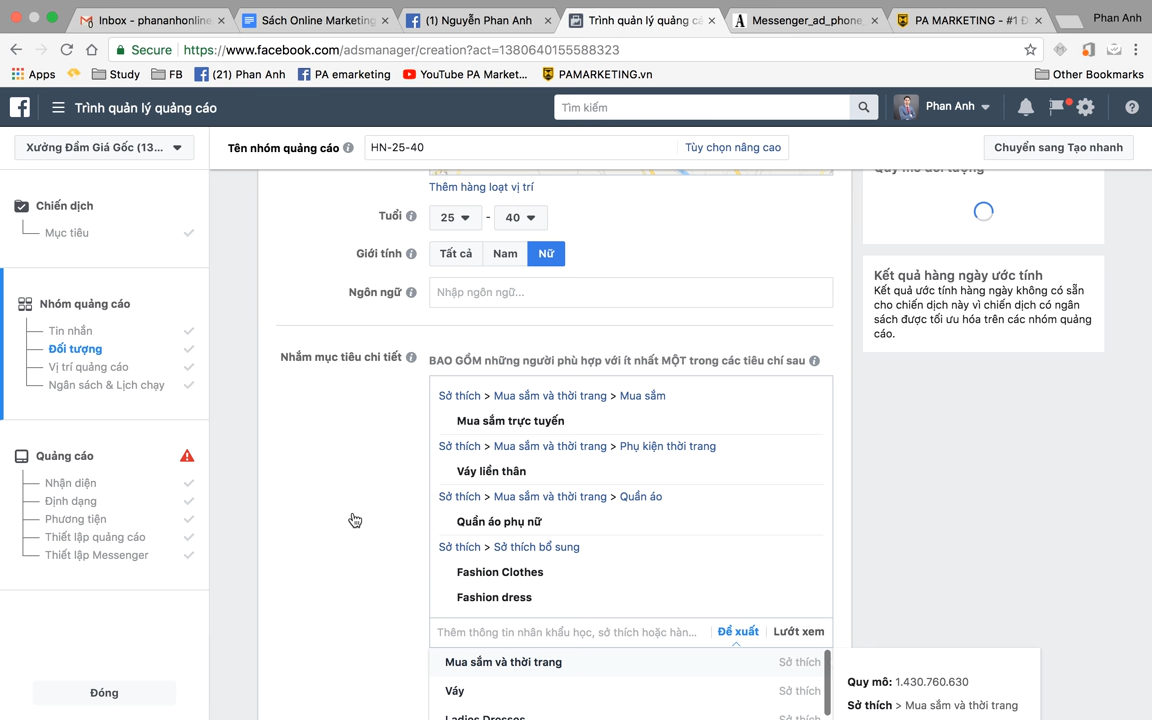 Inbox - phananhonline
Sách Online Marketing
(1) Nguyễn Phan Anh
Trình quản lý quảng cá
Messenger_ad_phone
PA MARKETING - #1 Đ
Phan Anh
Secure
https://www.facebook.com/adsmanager/creation?act=1380640155588323
Apps
Study
FB
(21) Phan Anh
PA emarketing
YouTube PA Market...
PAMARKETING.vn
Other Bookmarks
Trình quản lý quảng cáo
Tìm kiếm
Phan Anh
Xưởng Đầm Giá Gốc (13...
Tên nhóm quảng cáo
HN-25-40
Tùy chọn nâng cao
Chuyển sang Tạo nhanh
Chiến dịch
Mục tiêu
Nhóm quảng cáo
Tin nhắn
Đối tượng
Vị trí quảng cáo
Ngân sách & Lịch chạy
Quảng cáo
Nhận diện
Định dạng
Phương tiện
Thiết lập quảng cáo
Thiết lập Messenger
Đóng
Thêm hàng loạt vị trí
Tuổi
25 - 40
Giới tính
Tất cả
Nam
Nữ
Ngôn ngữ
Nhập ngôn ngữ...
Nhắm mục tiêu chi tiết
BAO GỒM những người phù hợp với ít nhất MỘT trong các tiêu chí sau
Sở thích > Mua sắm và thời trang > Mua sắm
Mua sắm trực tuyến
Sở thích > Mua sắm và thời trang > Phụ kiện thời trang
Váy liền thân
Sở thích > Mua sắm và thời trang > Quần áo
Quần áo phụ nữ
Sở thích > Sở thích bổ sung
Fashion Clothes
Fashion dress
Thêm thông tin nhân khẩu học, sở thích hoặc hàn...
Đề xuất
Lướt xem
Mua sắm và thời trang
Sở thích
Váy
Sở thích
Ladies Dresses
Sở thích
Quy mô đối tượng
Kết quả hàng ngày ước tính
Kết quả ước tính hàng ngày không có sẵn
cho chiến dịch này vì chiến dịch có ngân
sách được tối ưu hóa trên các nhóm quảng
cáo.
Quy mô: 1.430.760.630
Sở thích > Mua sắm và thời trang